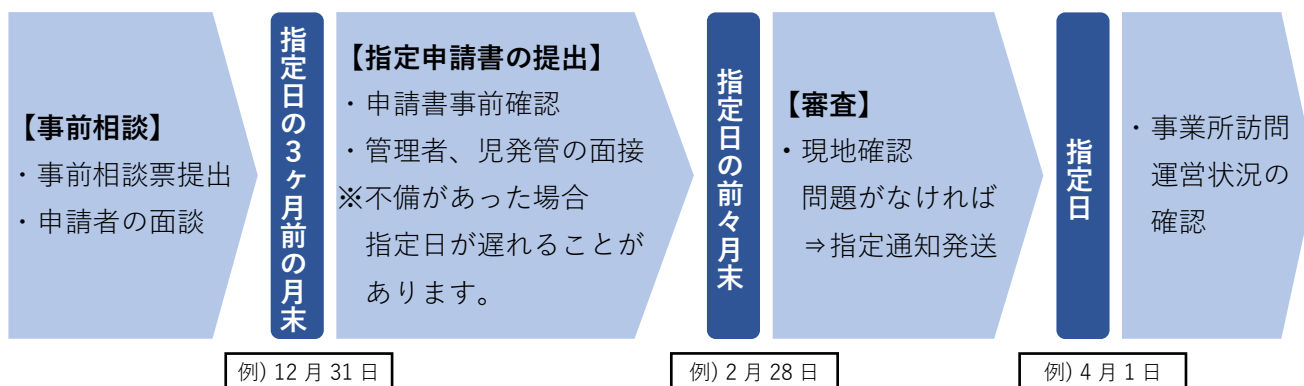 【事前相談】
・事前相談票提出
・申請者の面談
指定日の3ヶ月前の月末
例) 12 月 31 日
【指定申請書の提出】
・申請書事前確認
・管理者、児発管の面接
※不備があった場合
指定日が遅れることが
あります。
指定日の前々月末
例) 2 月 28 日
【審査】
・現地確認
問題がなければ
⇒指定通知発送
指定日
例) 4 月 1 日
・事業所訪問
運営状況の
確認